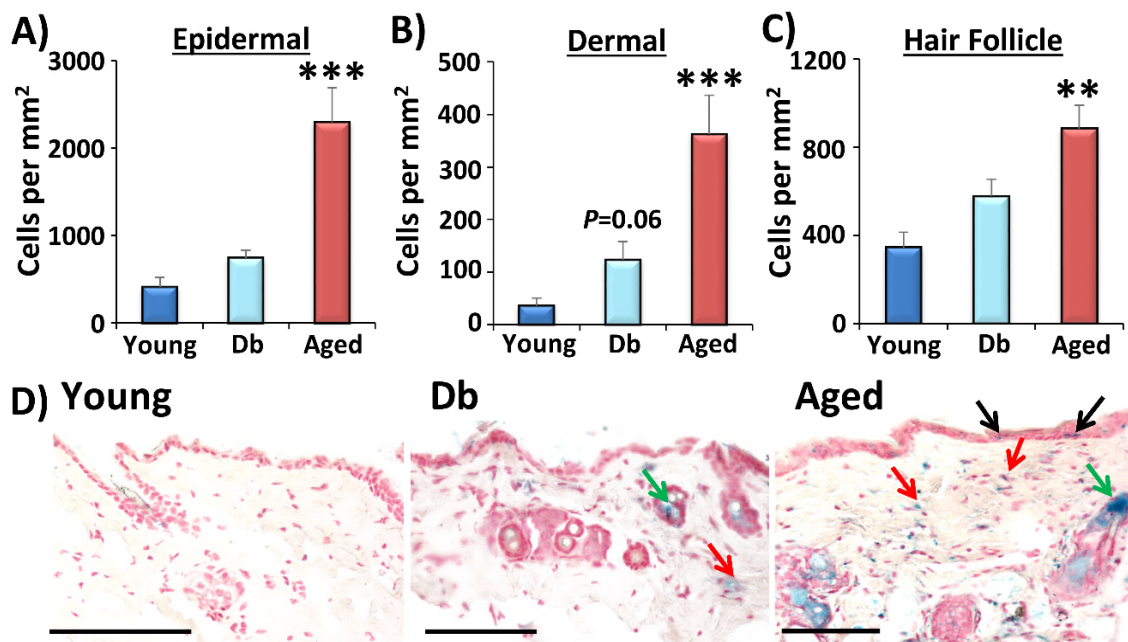 A) Epidermal
Cells per mm²
3000
2000
1000
0
***
Young Db Aged
B) Dermal
Cells per mm²
500
400
300
200
100
0
P=0.06
***
Young Db Aged
C) Hair Follicle
Cells per mm²
1200
800
400
0
**
Young Db Aged
D) Young
Db
Aged